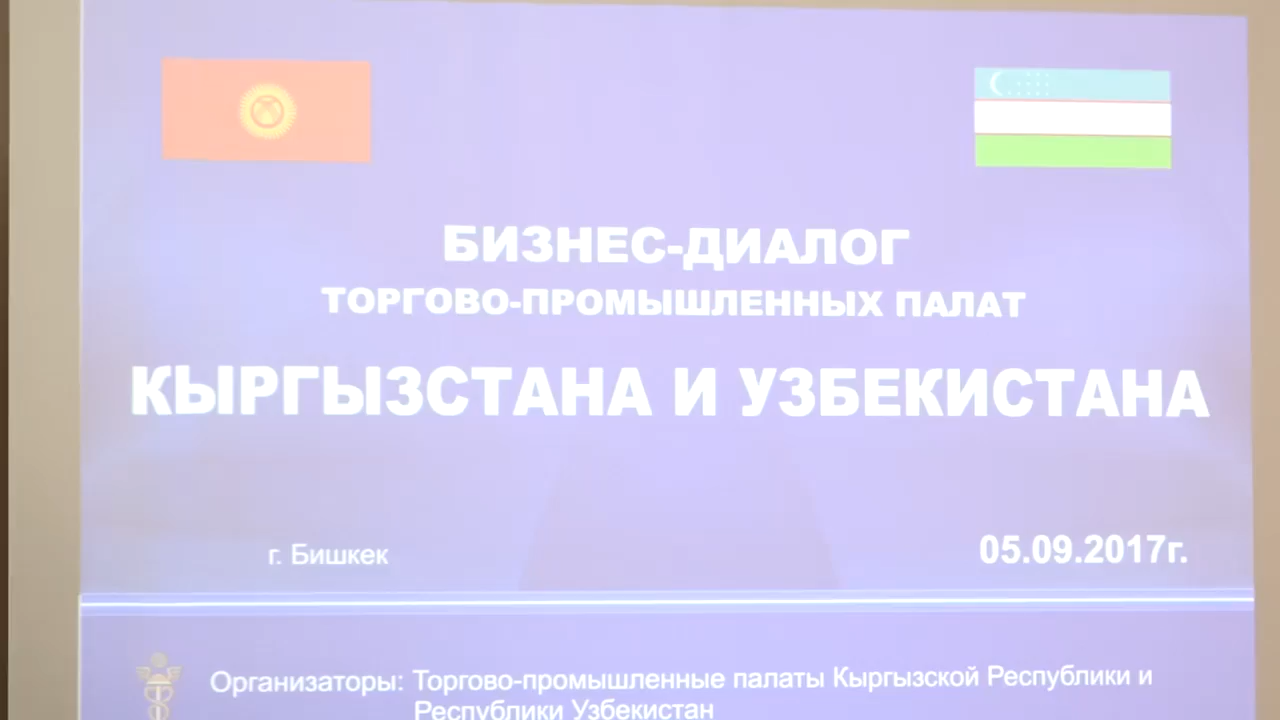 БИЗНЕС-ДИАЛОГ
ТОРГОВО-ПРОМЫШЛЕННЫХ ПАЛАТ
КЫРГЫЗСТАНА И УЗБЕКИСТАНА
г. Бишкек
05.09.2017г.
Организаторы: Торгово-промышленные палаты Кыргызской Республики и
Республики Узбекистан